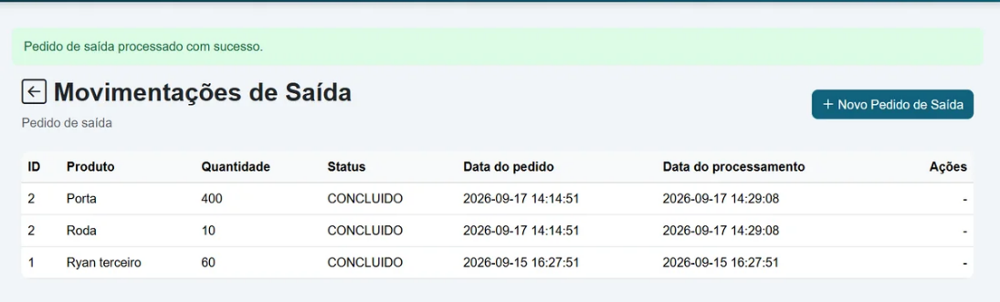 Pedido de saída processado com sucesso.
Movimentações de Saída
+ Novo Pedido de Saída
Pedido de saída
ID Produto Quantidade Status Data do pedido Data do processamento Ações
2 Porta 400 CONCLUIDO 2026-09-17 14:14:51 2026-09-17 14:29:08 -
2 Roda 10 CONCLUIDO 2026-09-17 14:14:51 2026-09-17 14:29:08 -
1 Ryan terceiro 60 CONCLUIDO 2026-09-15 16:27:51 2026-09-15 16:27:51 -